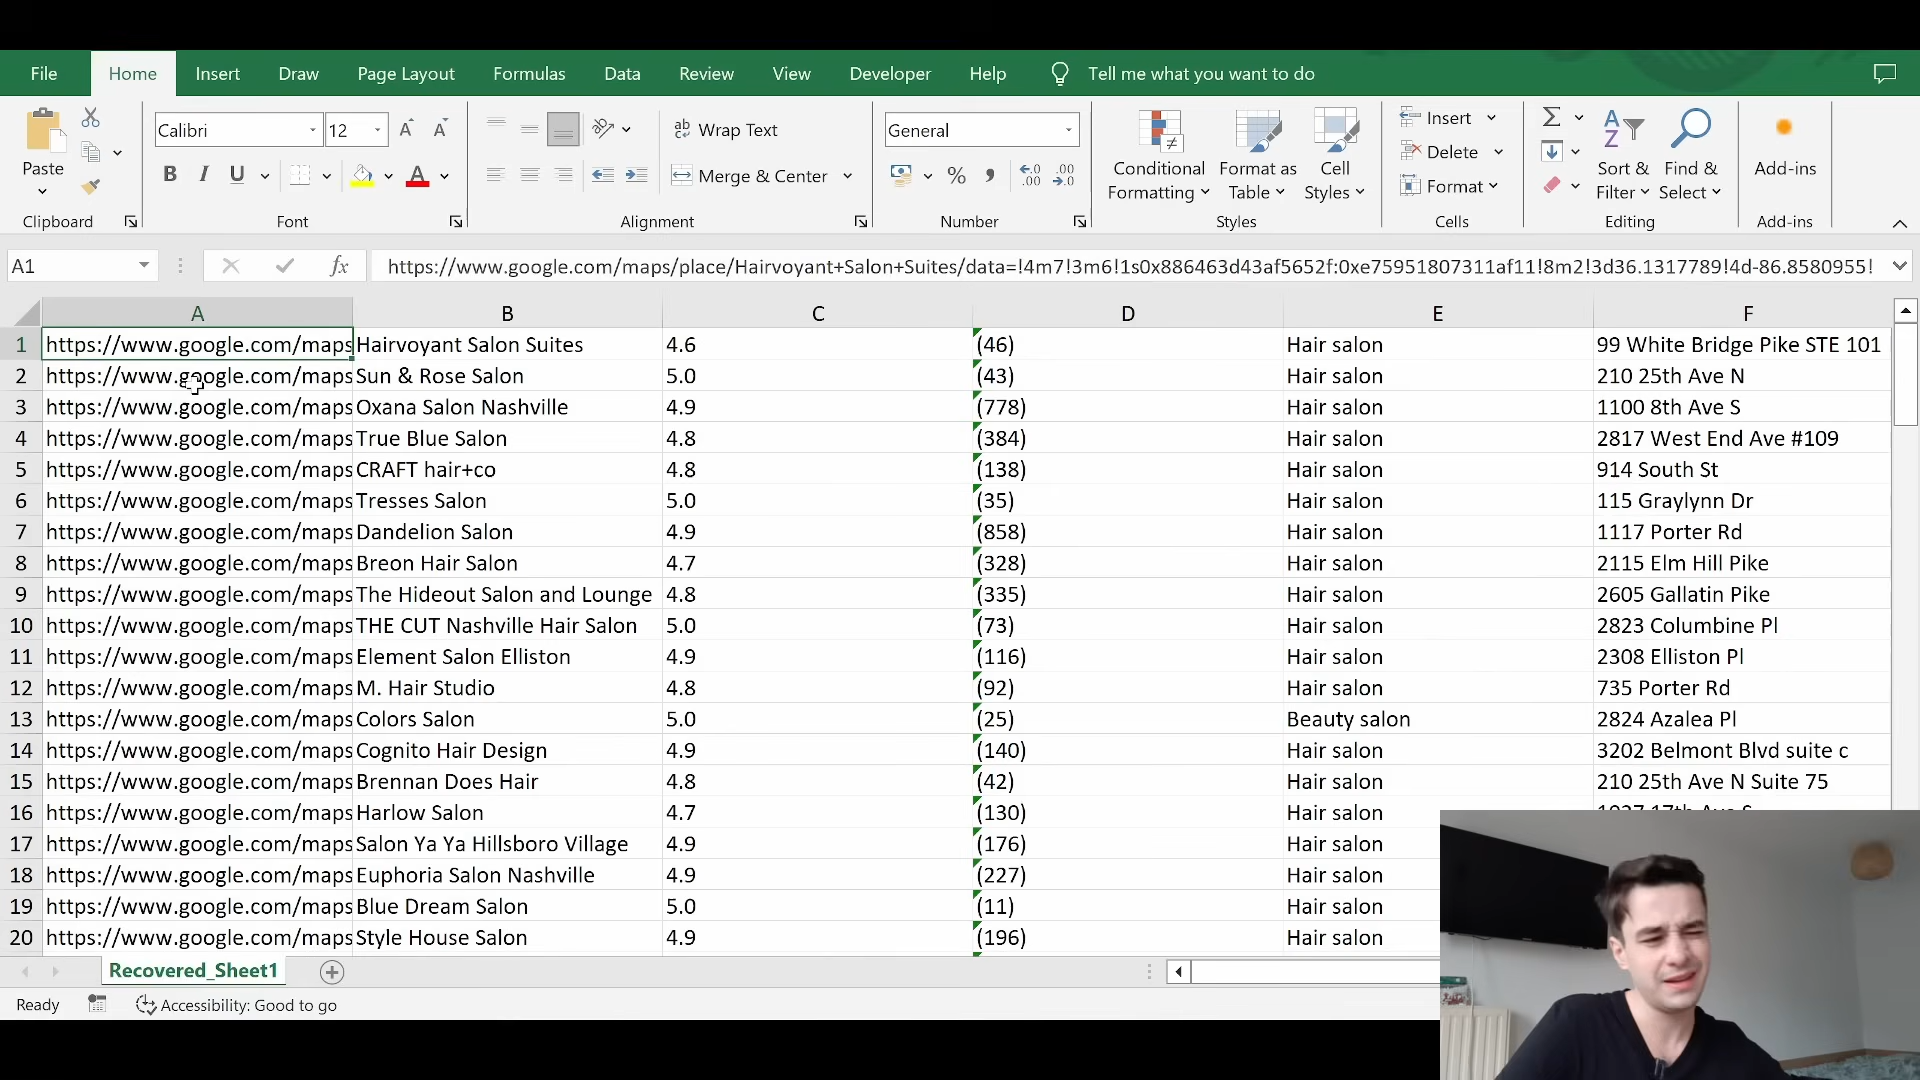 File Home Insert Draw Page Layout Formulas Data Review View Developer Help Tell me what you want to do
Calibri 12 Wrap Text General Insert
Paste Merge & Center Conditional Formatting Format as Table Cell Styles Delete Sort & Filter Find & Select Add-ins
B I U A % Format
Clipboard Font Alignment Number Styles Cells Editing Add-ins
A1 fx https://www.google.com/maps/place/Hairvoyant+Salon+Suites/data=!4m7!3m6!1s0x886463d43af5652f:0xe75951807311af11!8m2!3d36.1317789!4d-86.8580955!
A B C D E F
1 https://www.google.com/maps Hairvoyant Salon Suites 4.6 (46) Hair salon 99 White Bridge Pike STE 101
2 https://www.google.com/maps Sun & Rose Salon 5.0 (43) Hair salon 210 25th Ave N
3 https://www.google.com/maps Oxana Salon Nashville 4.9 (778) Hair salon 1100 8th Ave S
4 https://www.google.com/maps True Blue Salon 4.8 (384) Hair salon 2817 West End Ave #109
5 https://www.google.com/maps CRAFT hair+co 4.8 (138) Hair salon 914 South St
6 https://www.google.com/maps Tresses Salon 5.0 (35) Hair salon 115 Graylynn Dr
7 https://www.google.com/maps Dandelion Salon 4.9 (858) Hair salon 1117 Porter Rd
8 https://www.google.com/maps Breon Hair Salon 4.7 (328) Hair salon 2115 Elm Hill Pike
9 https://www.google.com/maps The Hideout Salon and Lounge 4.8 (335) Hair salon 2605 Gallatin Pike
10 https://www.google.com/maps THE CUT Nashville Hair Salon 5.0 (73) Hair salon 2823 Columbine Pl
11 https://www.google.com/maps Element Salon Elliston 4.9 (116) Hair salon 2308 Elliston Pl
12 https://www.google.com/maps M. Hair Studio 4.8 (92) Hair salon 735 Porter Rd
13 https://www.google.com/maps Colors Salon 5.0 (25) Beauty salon 2824 Azalea Pl
14 https://www.google.com/maps Cognito Hair Design 4.9 (140) Hair salon 3202 Belmont Blvd suite c
15 https://www.google.com/maps Brennan Does Hair 4.8 (42) Hair salon 210 25th Ave N Suite 75
16 https://www.google.com/maps Harlow Salon 4.7 (130) Hair salon
17 https://www.google.com/maps Salon Ya Ya Hillsboro Village 4.9 (176) Hair salon
18 https://www.google.com/maps Euphoria Salon Nashville 4.9 (227) Hair salon
19 https://www.google.com/maps Blue Dream Salon 5.0 (11) Hair salon
20 https://www.google.com/maps Style House Salon 4.9 (196) Hair salon
Recovered_Sheet1
Ready Accessibility: Good to go